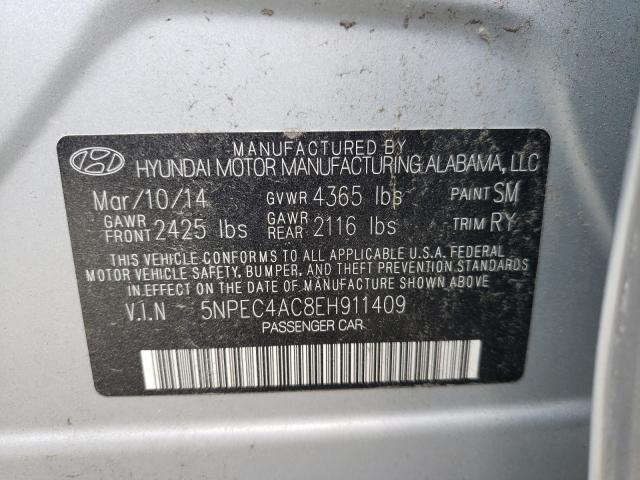 MANUFACTURED BY
HYUNDAI MOTOR MANUFACTURING ALABAMA, LLC
Mar/10/14 GVWR 4365 lbs PAINT SM
GAWR FRONT 2425 lbs GAWR REAR 2116 lbs TRIM RY
THIS VEHICLE CONFORMS TO ALL APPLICABLE U.S.A. FEDERAL
MOTOR VEHICLE SAFETY, BUMPER, AND THEFT PREVENTION STANDARDS
IN EFFECT ON THE DATE OF MANUFACTURE SHOWN ABOVE
V.I.N 5NPEC4AC8EH911409
PASSENGER CAR